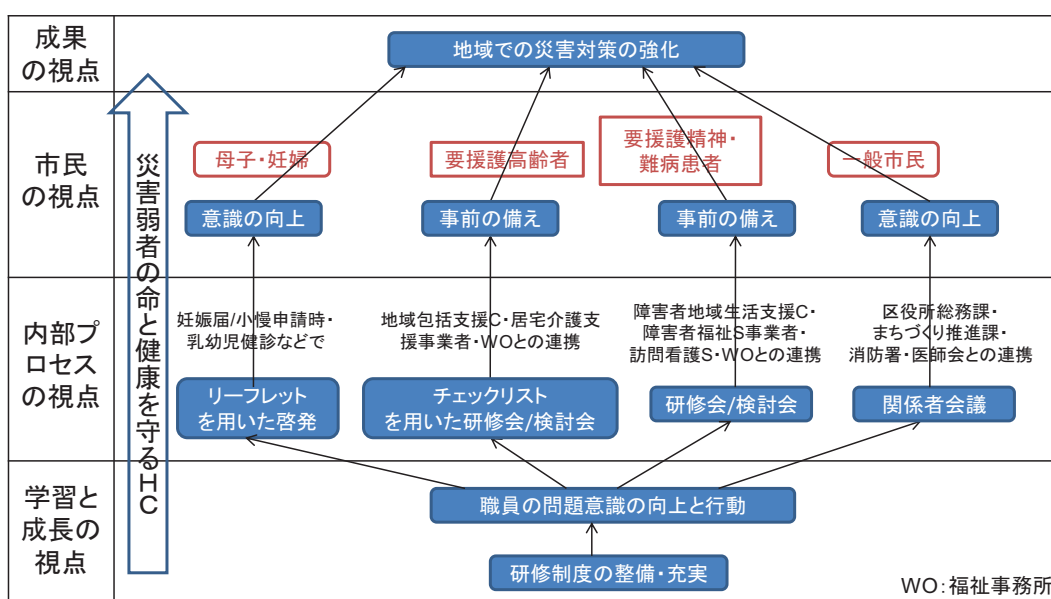 成果
の視点
地域での災害対策の強化
市民
の視点
母子・妊婦
要援護高齢者
要援護精神・
難病患者
一般市民
意識の向上
事前の備え
事前の備え
意識の向上
災害弱者の命と健康を守るHC
内部プ
ロセス
の視点
妊娠届/小慢申請時・
乳幼児健診などで
地域包括支援C・居宅介護支
援事業者・WOとの連携
障害者地域生活支援C・
障害者福祉S事業者・
訪問看護S・WOとの連携
区役所総務課・
まちづくり推進課・
消防署・医師会との連携
リーフレット
を用いた啓発
チェックリスト
を用いた研修会/検討会
研修会/検討会
関係者会議
学習と
成長の
視点
職員の問題意識の向上と行動
研修制度の整備・充実
WO:福祉事務所